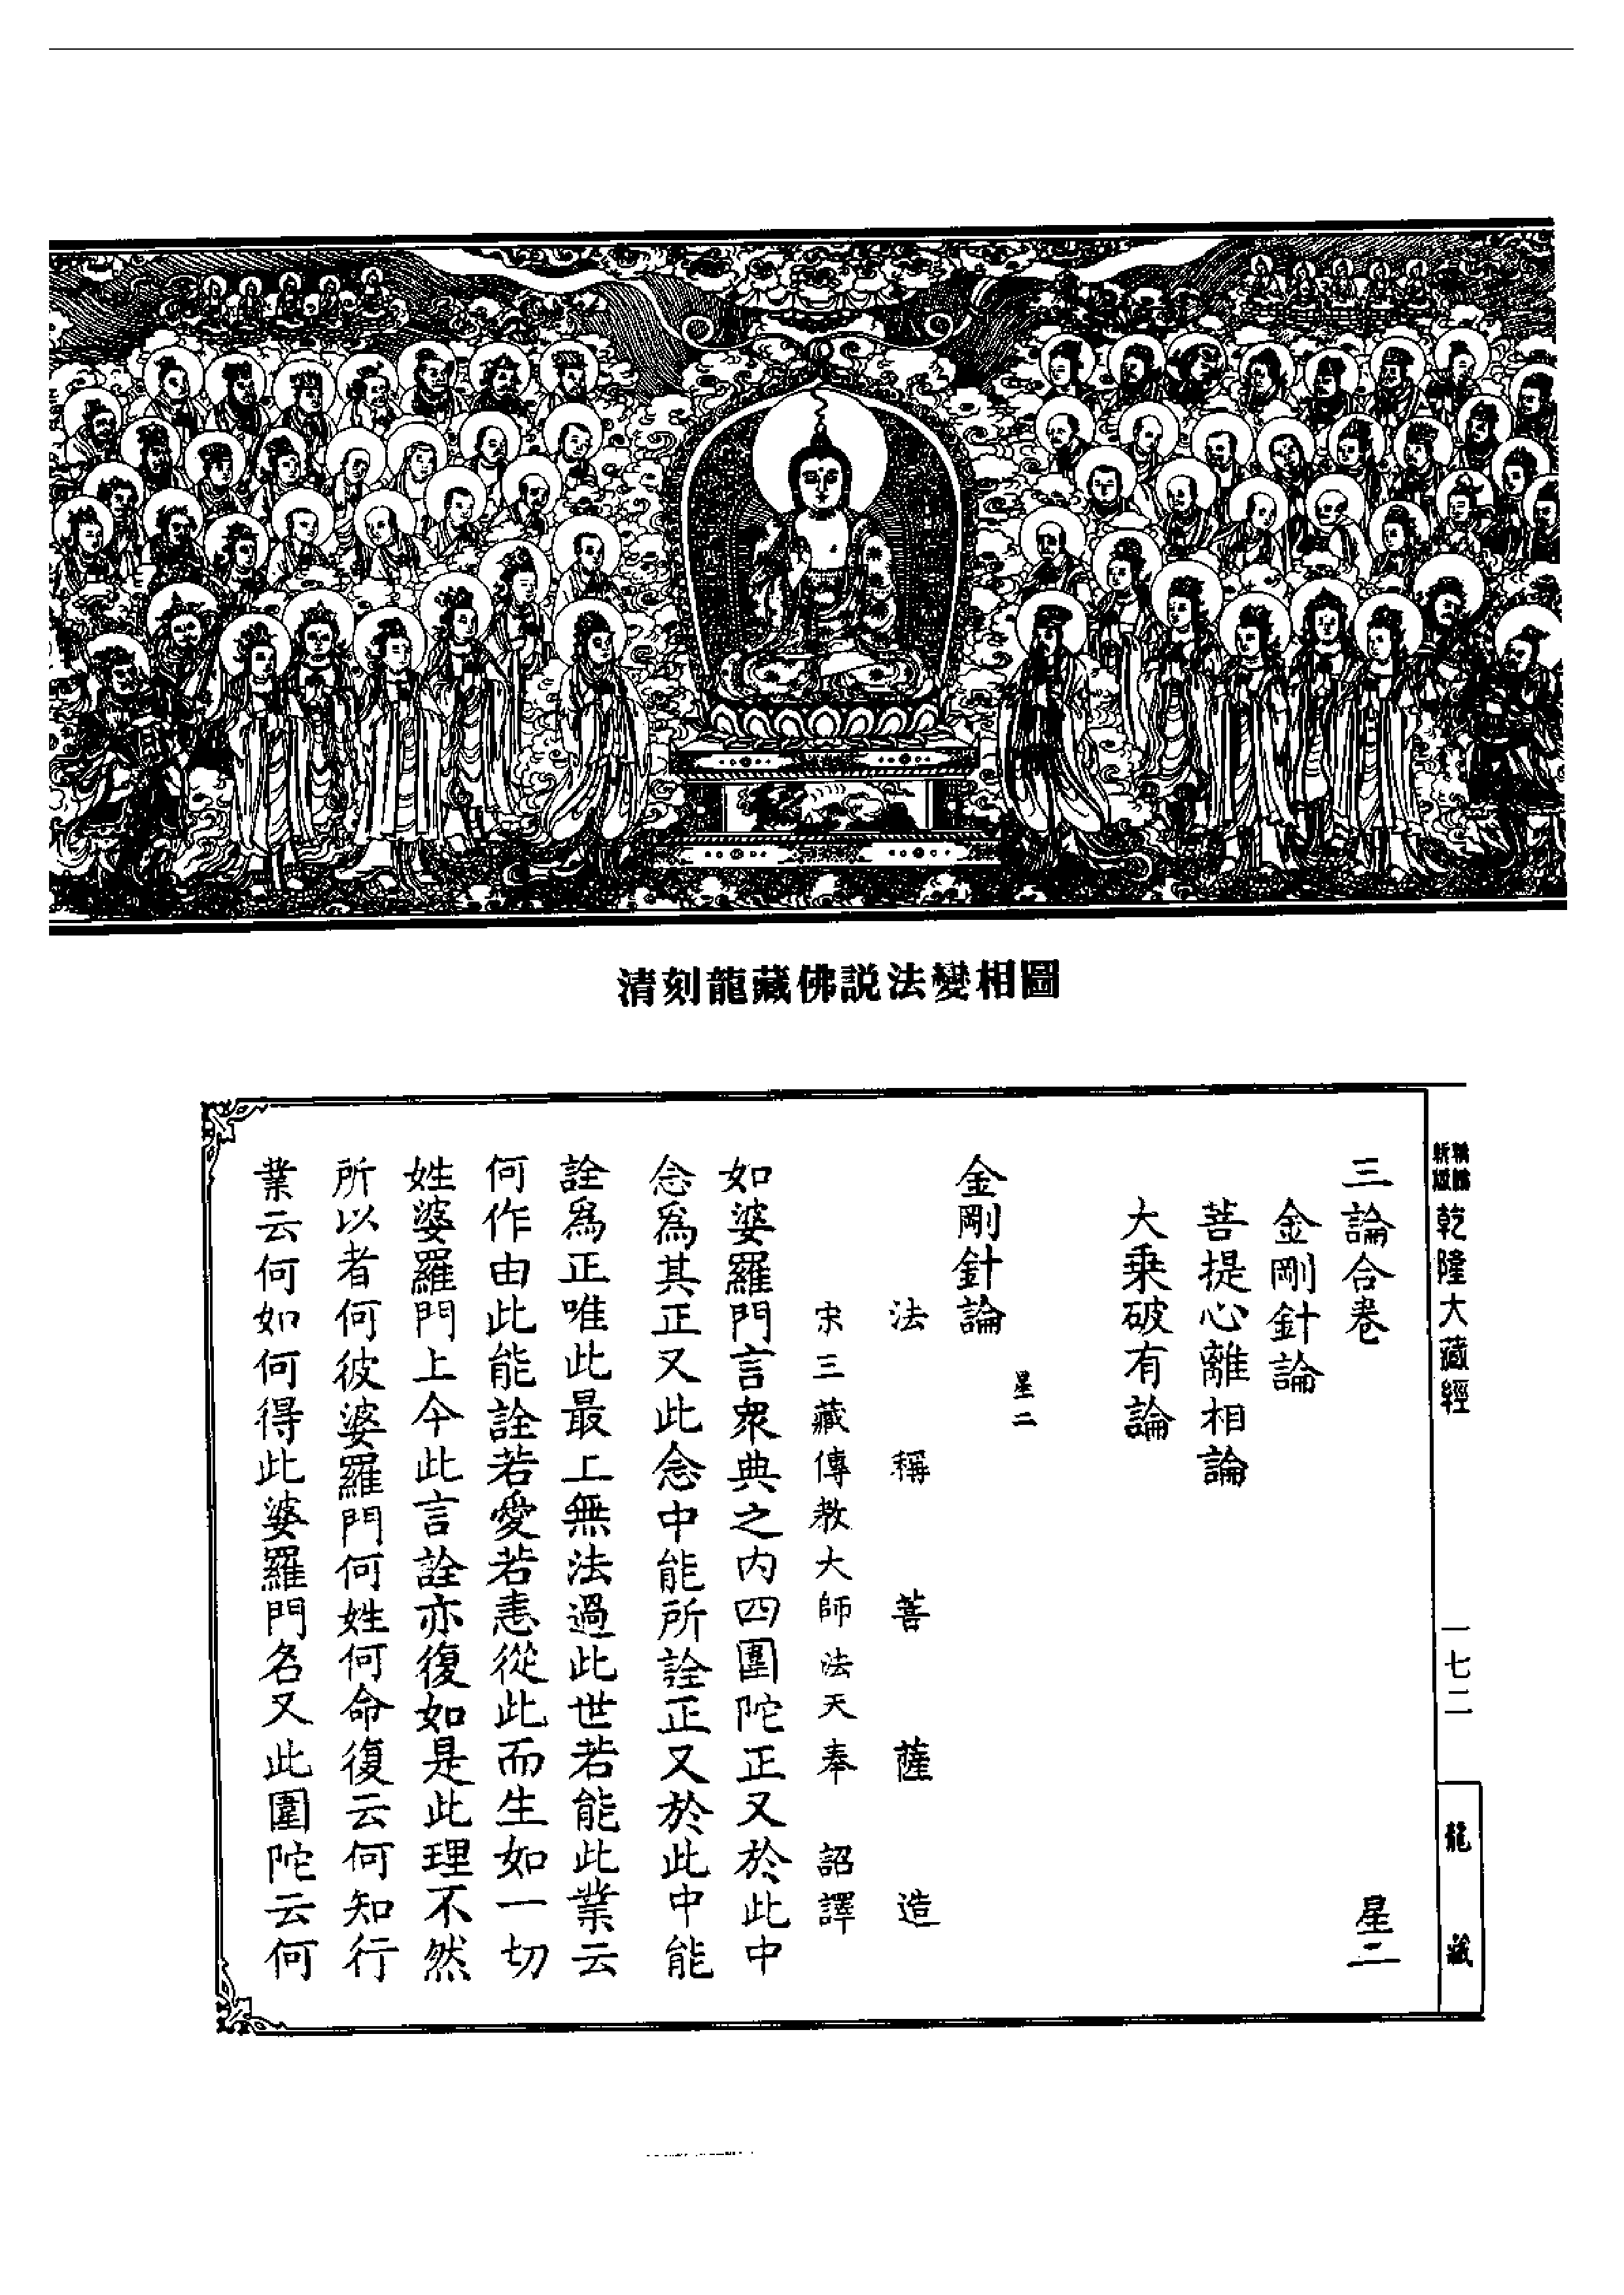 清刻龍藏佛説法變相圖
新版
乾隆大藏經
一七二
龍藏
三論合卷 星二
金剛針論
菩提心離相論
大乘破有論
星二
金剛針論
法稱菩薩造
宋三藏傳教大師法天奉 詔譯
如婆羅門言衆典之内四圍陀正又於此中
念爲其正又此念中能所詮正又於此中能
詮爲正唯此最上無法過此世若能此業云
何作由此能詮若愛若恚從此而生如一切
姓婆羅門上今此言詮亦復如是此理不然
所以者何彼婆羅門何姓何命復云何知行
業云何如何得此婆羅門名又此圍陀云何